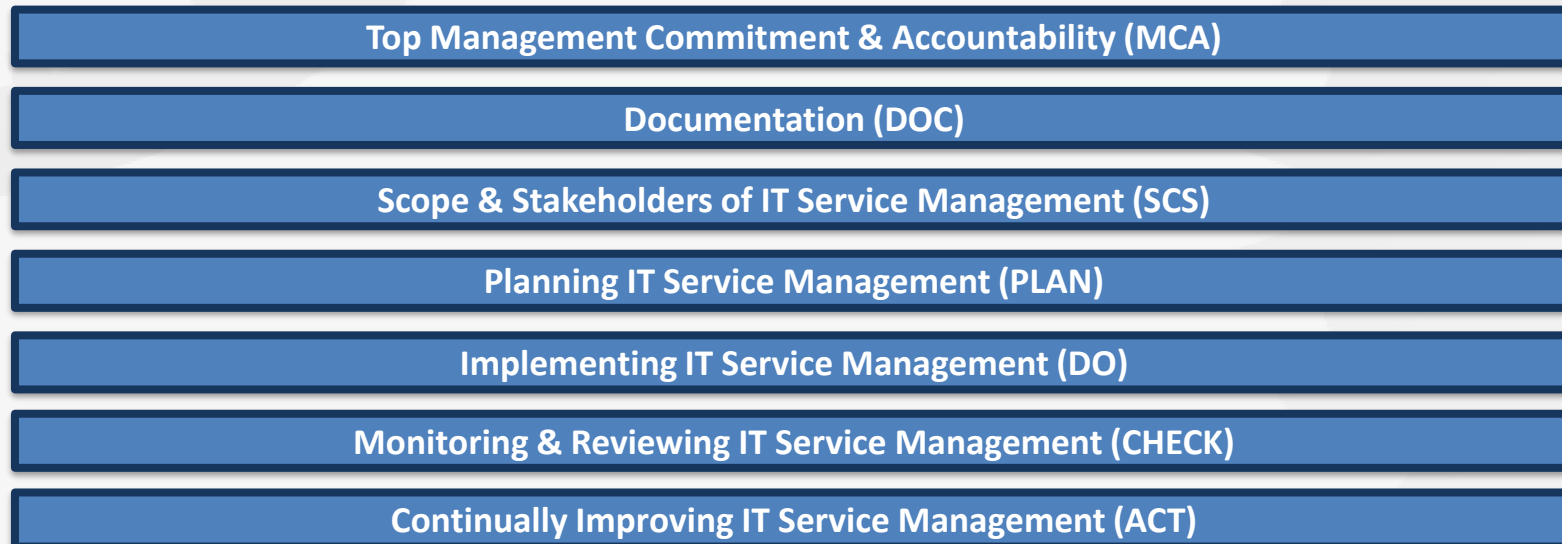 Top Management Commitment & Accountability (MCA)
Documentation (DOC)
Scope & Stakeholders of IT Service Management (SCS)
Planning IT Service Management (PLAN)
Implementing IT Service Management (DO)
Monitoring & Reviewing IT Service Management (CHECK)
Continually Improving IT Service Management (ACT)